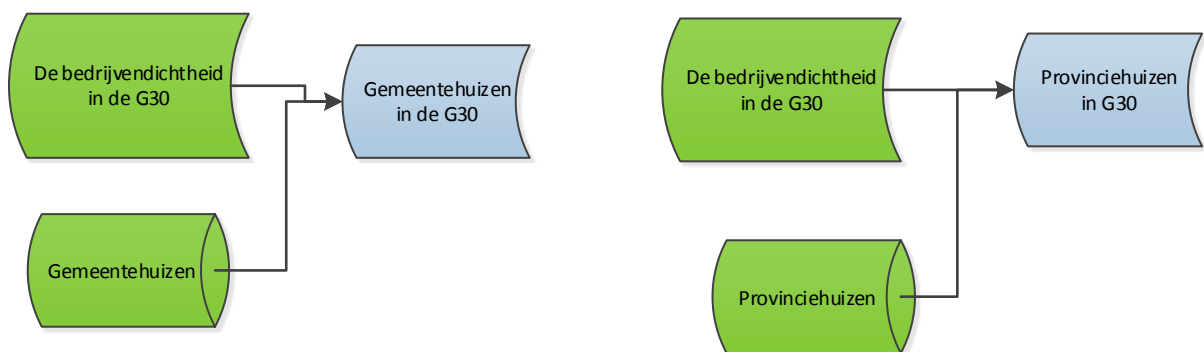 De bedrijvendichtheid
in de G30
Gemeentehuizen
in de G30
Gemeentehuizen
De bedrijvendichtheid
in de G30
Provinciehuizen
in G30
Provinciehuizen